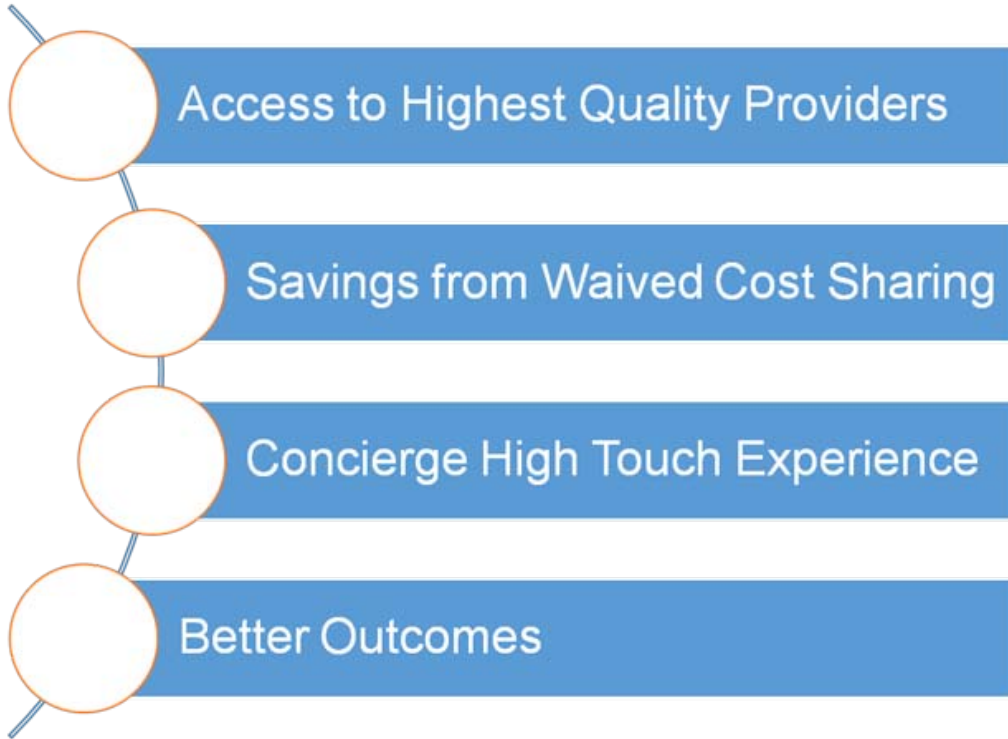 Access to Highest Quality Providers
Savings from Waived Cost Sharing
Concierge High Touch Experience
Better Outcomes